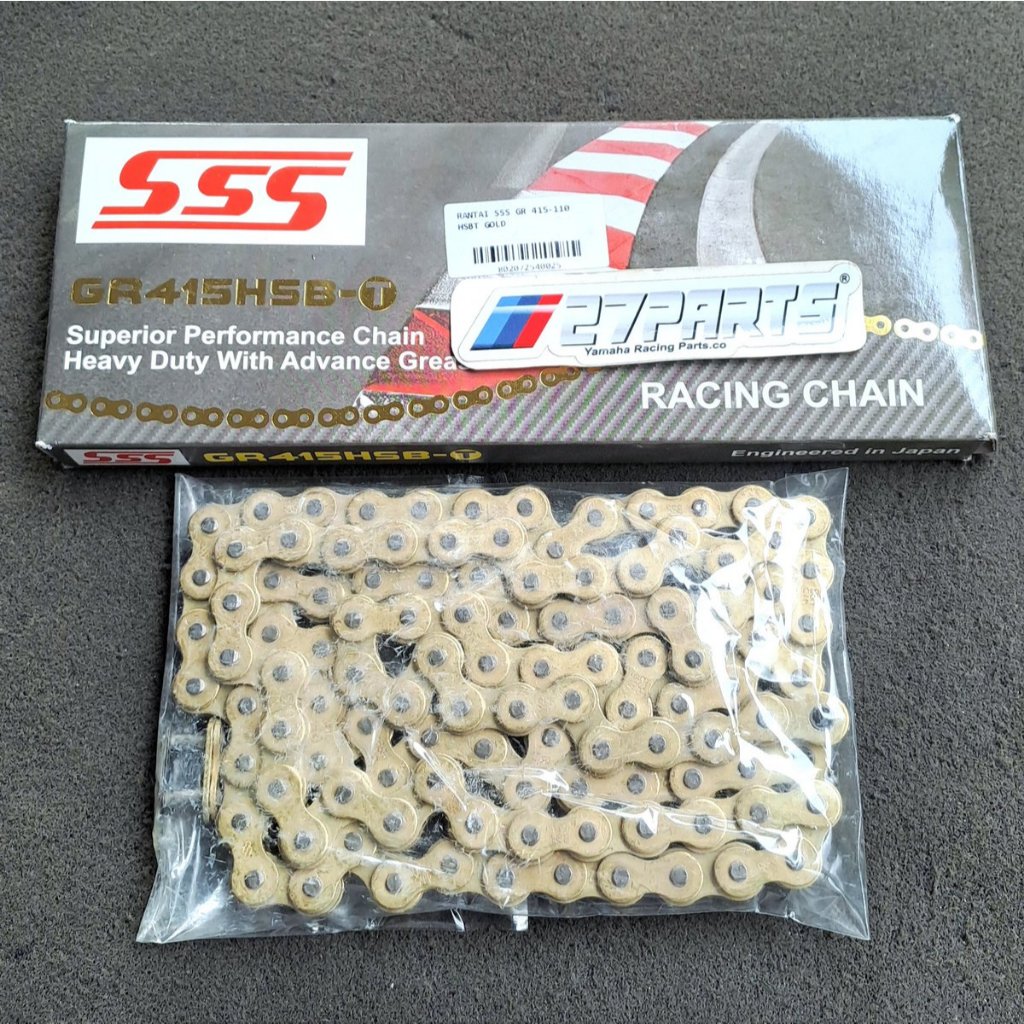 SSS
RANTAI SSS GR 415-110
HSBT GOLD
802072540025
GR415HSB-T
27PARTS®
Yamaha Racing Parts.co
Superior Performance Chain
Heavy Duty With Advance Grea
RACING CHAIN
SSS
GR415HSB-T
Engineered in Japan